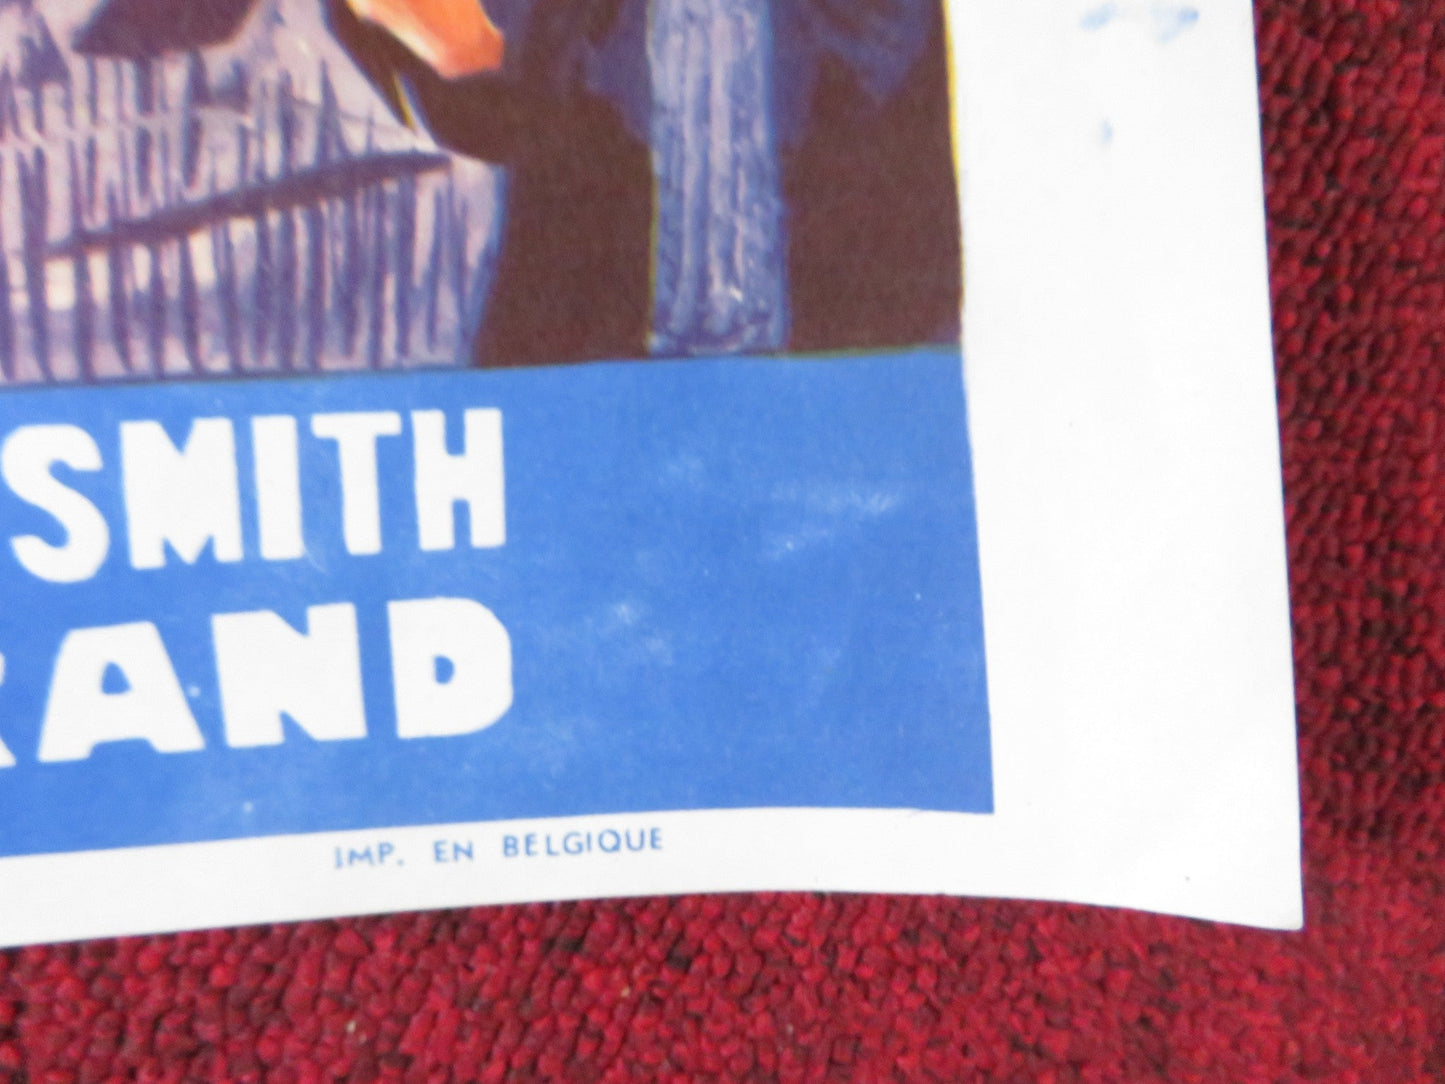 SMITH
RAND
IMP. EN BELGIQUE